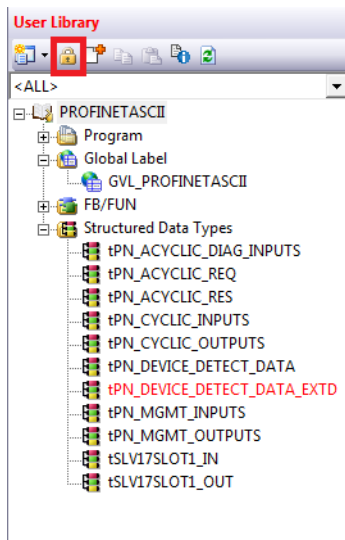 User Library
<ALL>
PROFINETASCII
Program
Global Label
GVL_PROFINETASCII
FB/FUN
Structured Data Types
tPN_ACYCLIC_DIAG_INPUTS
tPN_ACYCLIC_REQ
tPN_ACYCLIC_RES
tPN_CYCLIC_INPUTS
tPN_CYCLIC_OUTPUTS
tPN_DEVICE_DETECT_DATA
tPN_DEVICE_DETECT_DATA_EXTD
tPN_MGMT_INPUTS
tPN_MGMT_OUTPUTS
tSLV17SLOT1_IN
tSLV17SLOT1_OUT